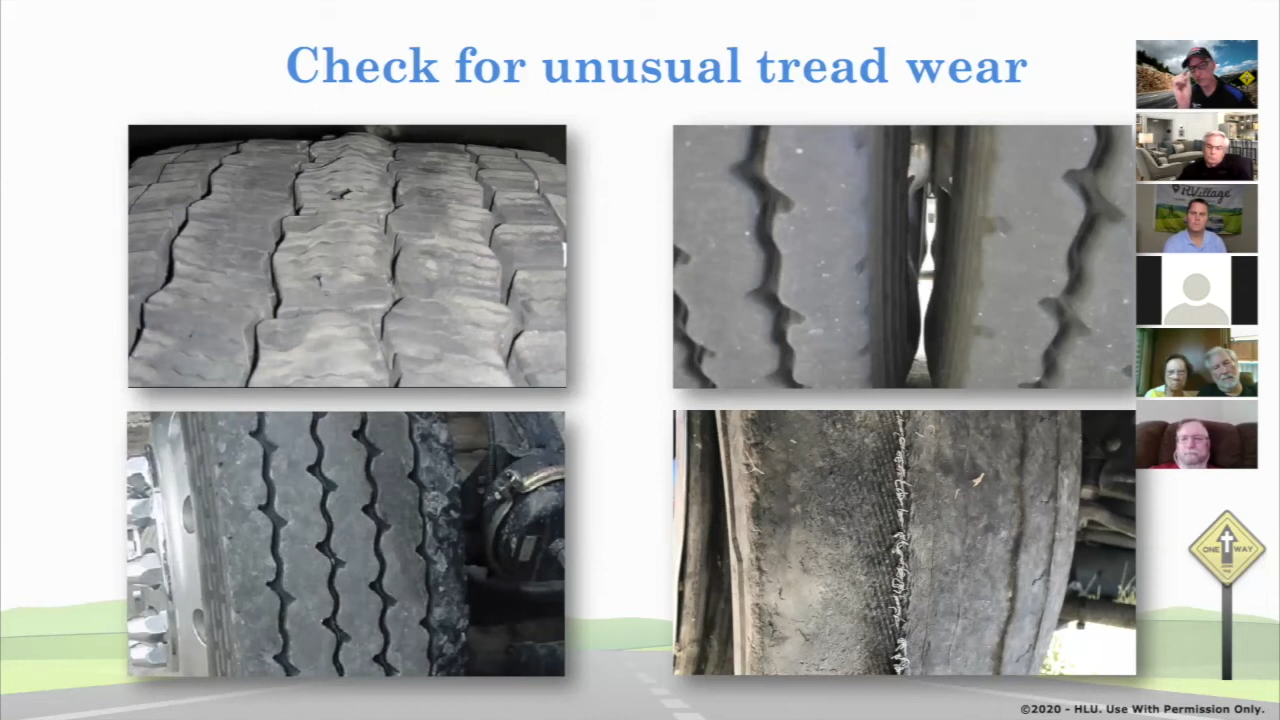 Check for unusual tread wear
RVillage
ONE WAY
©2020 - HLU. Use With Permission Only.